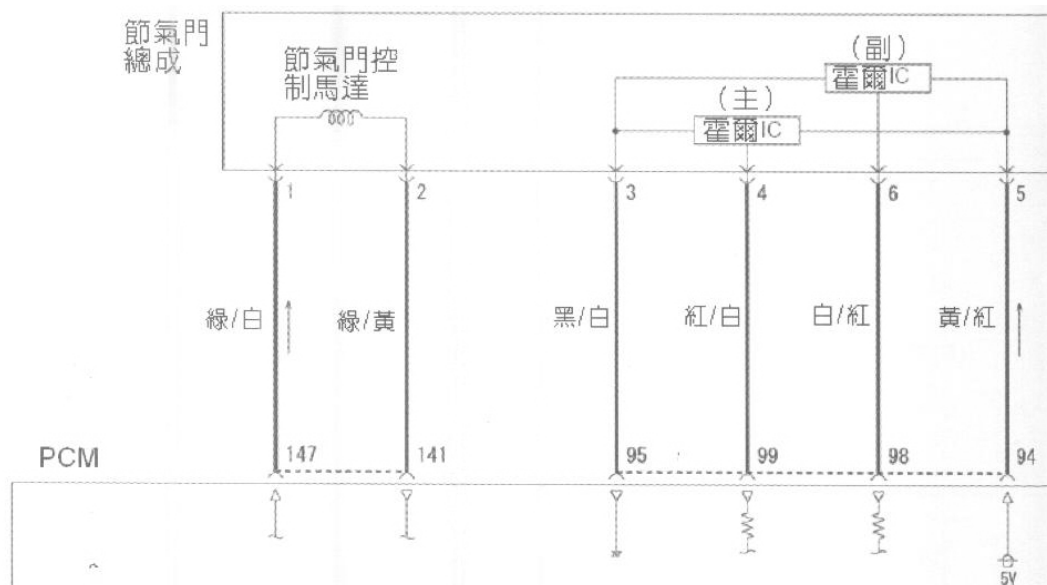 節氣門
總成
節氣門控
制馬達
(副)
霍爾IC
(主)
霍爾IC
1 2 3 4 6 5
綠/白 綠/黃 黑/白 紅/白 白/紅 黃/紅
PCM
147 141 95 99 98 94
5V